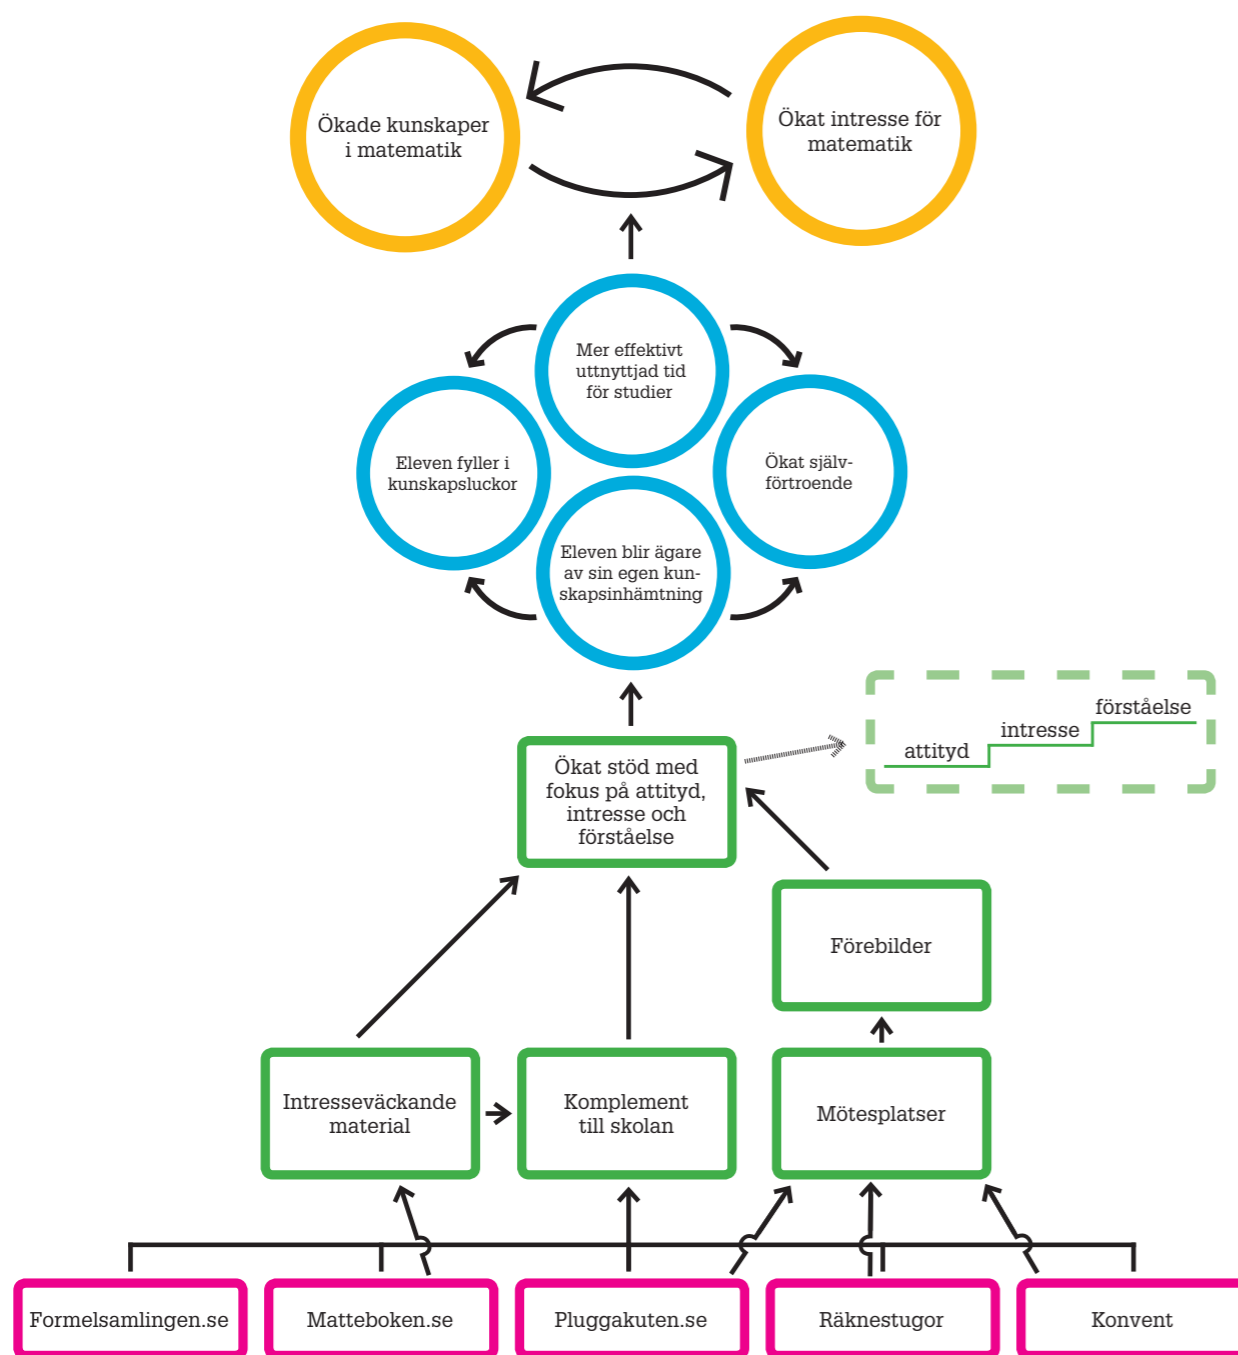 Ökade kunskaper
i matematik
Ökat intresse för
matematik
Mer effektivt
uttnyttjad tid
för studier
Eleven fyller i
kunskapsluckor
Ökat själv-
förtroende
Eleven blir ägare
av sin egen kun-
skapsinhämtning
attityd
intresse
förståelse
Ökat stöd med
fokus på attityd,
intresse och
förståelse
Förebilder
Intresseväckande
material
Komplement
till skolan
Mötesplatser
Formelsamlingen.se
Matteboken.se
Pluggakuten.se
Räknestugor
Konvent